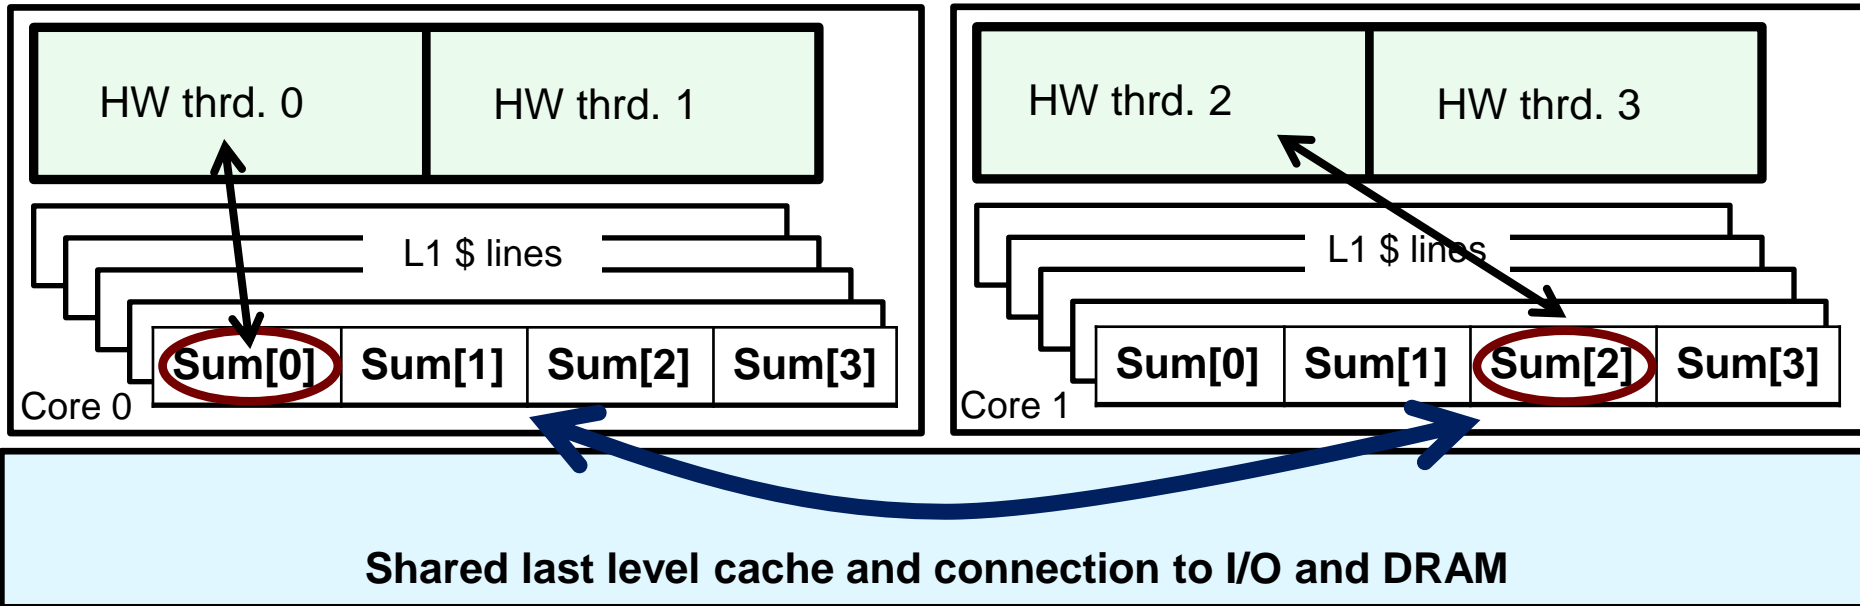 HW thrd. 0
HW thrd. 1
L1 $ lines
Sum[0] Sum[1] Sum[2] Sum[3]
Core 0
HW thrd. 2
HW thrd. 3
L1 $ lines
Sum[0] Sum[1] Sum[2] Sum[3]
Core 1
Shared last level cache and connection to I/O and DRAM